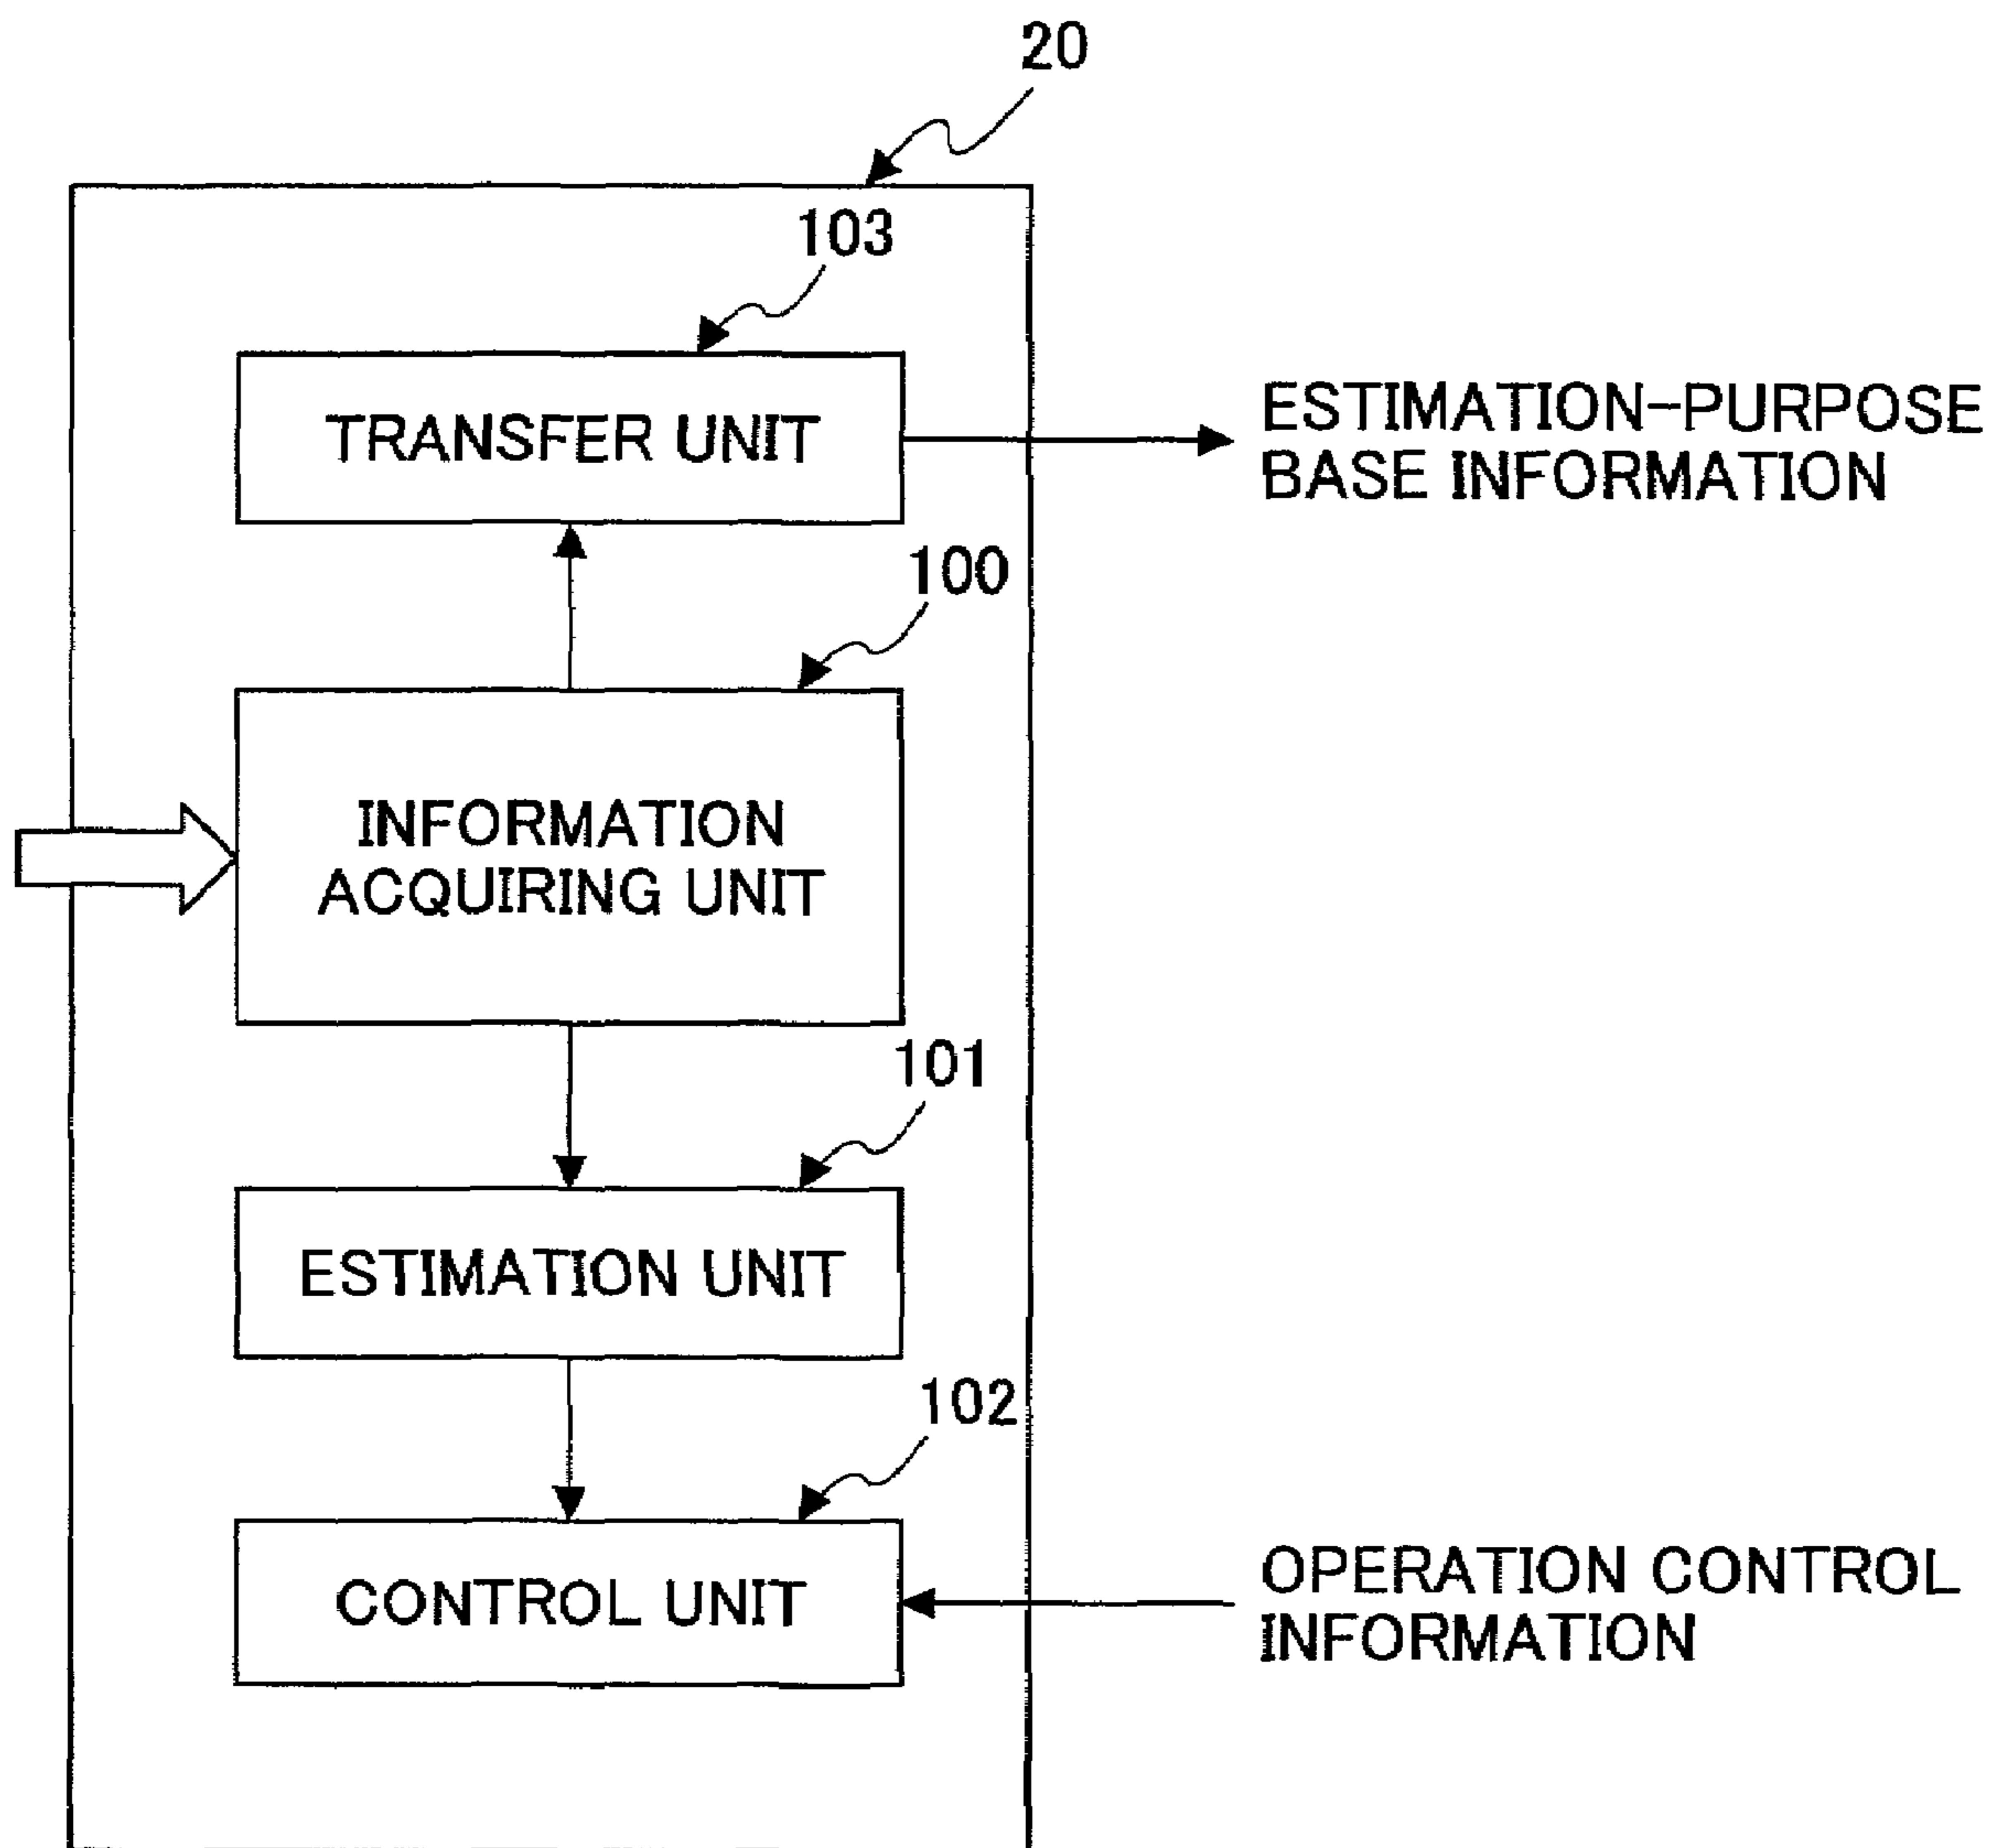 20
103
TRANSFER UNIT
ESTIMATION-PURPOSE
BASE INFORMATION
100
INFORMATION
ACQUIRING UNIT
101
ESTIMATION UNIT
102
CONTROL UNIT
OPERATION CONTROL
INFORMATION